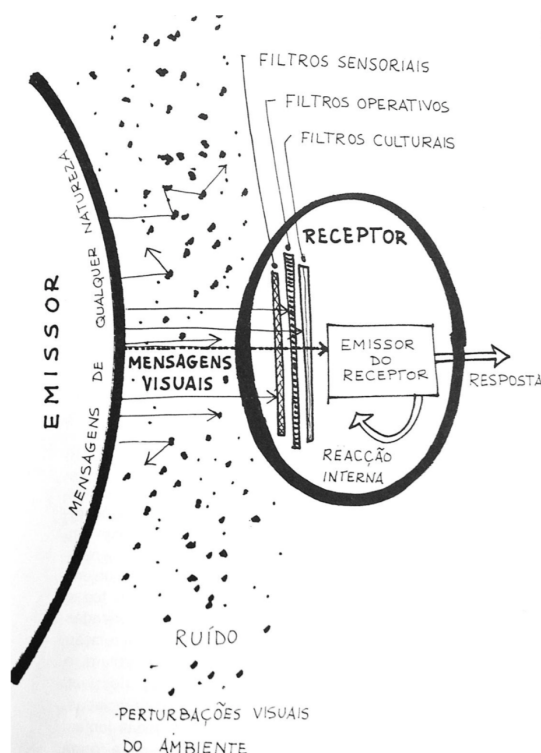 FILTROS SENSORIAIS
FILTROS OPERATIVOS
FILTROS CULTURAIS
EMISSOR
MENSAGENS DE QUALQUER NATUREZA
RECEPTOR
MENSAGENS
VISUAIS
EMISSOR
DO
RECEPTOR
RESPOSTA
REACÇÃO
INTERNA
RUÍDO
-PERTURBAÇÕES VISUAIS
DO AMBIENTE